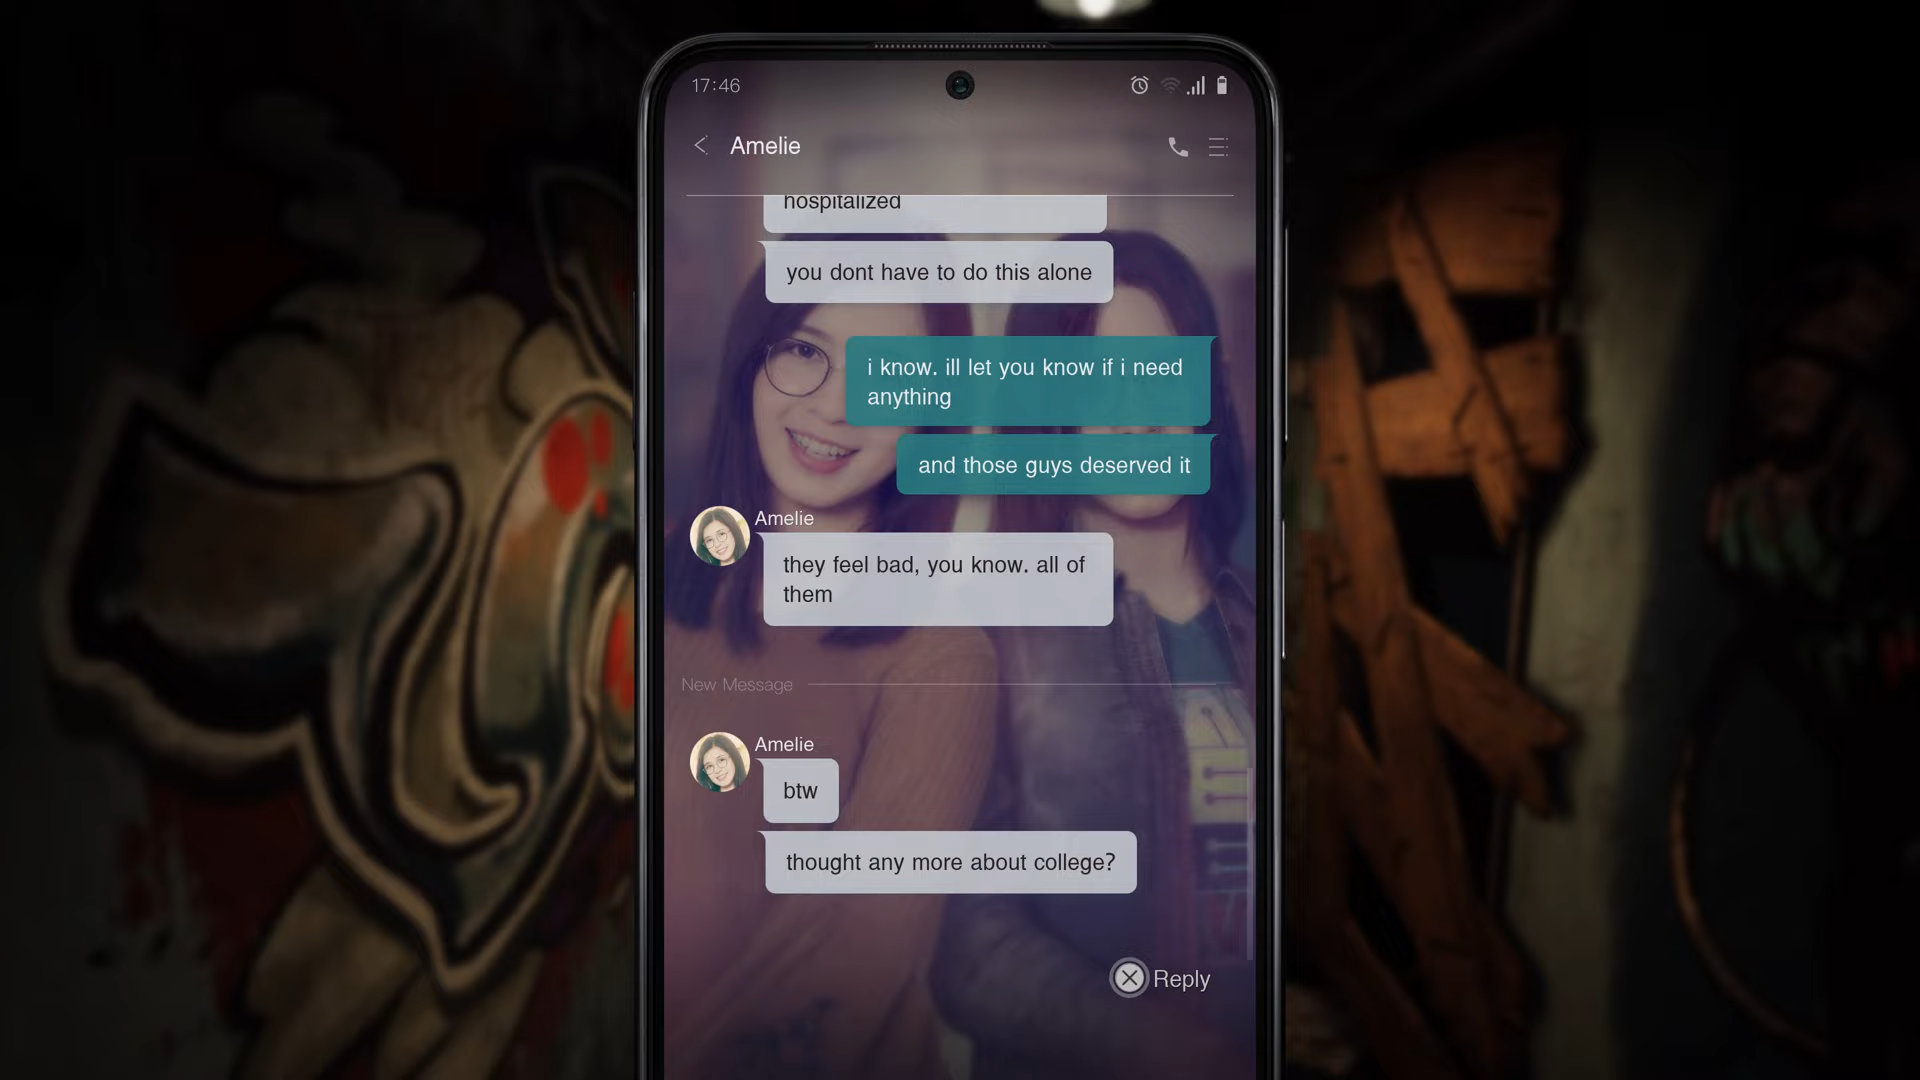 17:46
Amelie
hospitalized
you dont have to do this alone
i know. ill let you know if i need
anything
and those guys deserved it
Amelie
they feel bad, you know. all of
them
New Message
Amelie
btw
thought any more about college?
Reply